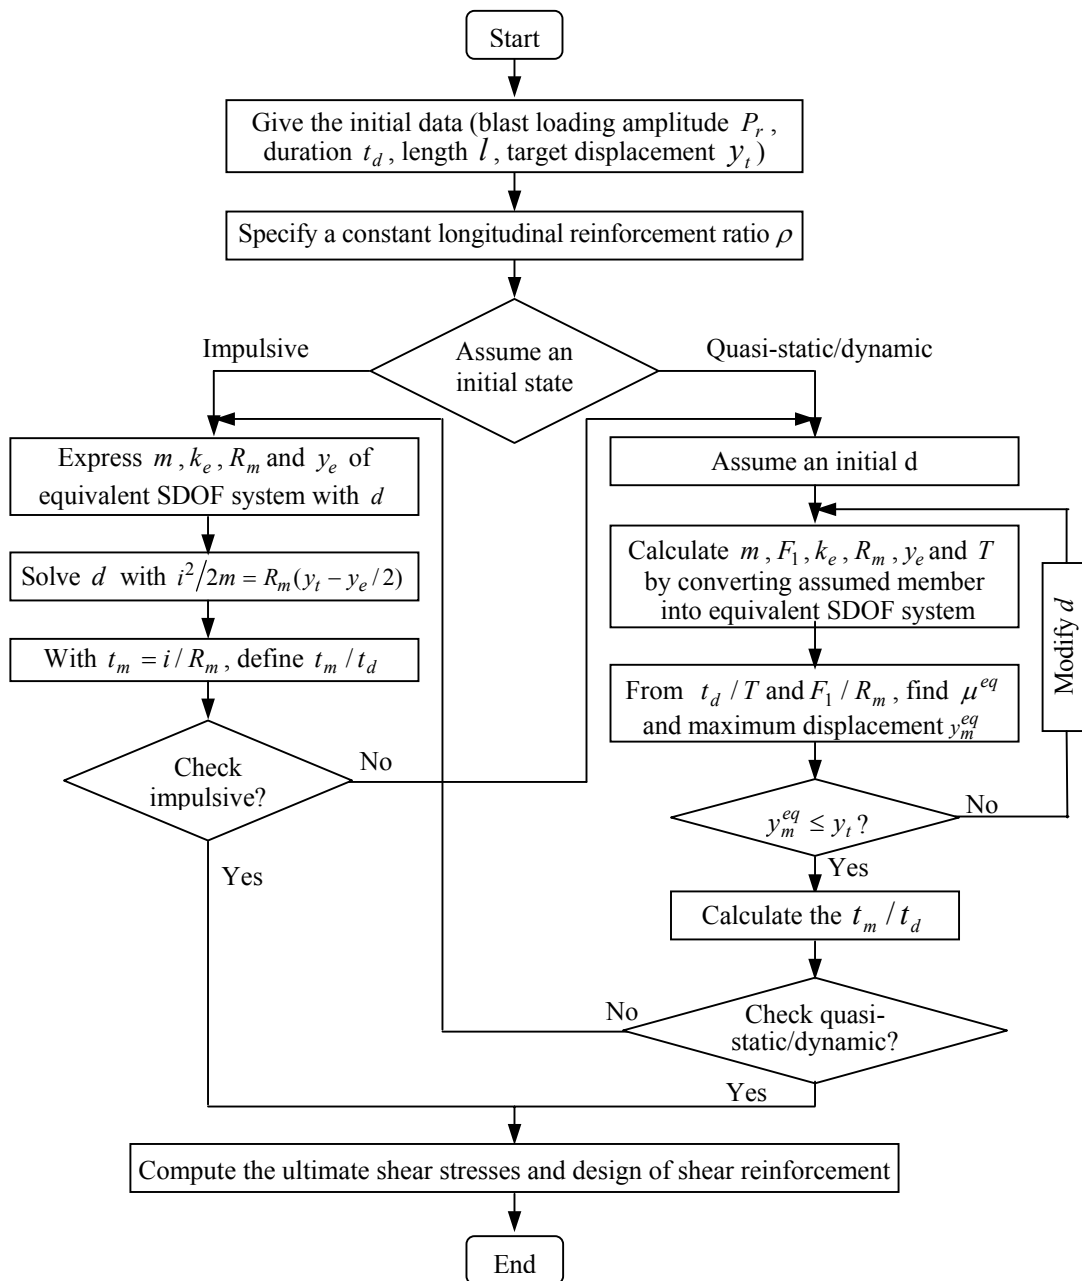 Start
Give the initial data (blast loading amplitude P_r ,
duration t_d , length l , target displacement y_t )
Specify a constant longitudinal reinforcement ratio ρ
Assume an
initial state
Impulsive
Quasi-static/dynamic
Express m , k_e , R_m and y_e of
equivalent SDOF system with d
Solve d with i^2/2m = R_m(y_t − y_e/2)
With t_m = i / R_m , define t_m / t_d
Check
impulsive?
No
Yes
Assume an initial d
Calculate m , F_1 , k_e , R_m , y_e and T
by converting assumed member
into equivalent SDOF system
Modify d
From t_d / T and F_1 / R_m , find μ^{eq}
and maximum displacement y_m^{eq}
y_m^{eq} ≤ y_t ?
No
Yes
Calculate the t_m / t_d
Check quasi-
static/dynamic?
No
Yes
Compute the ultimate shear stresses and design of shear reinforcement
End